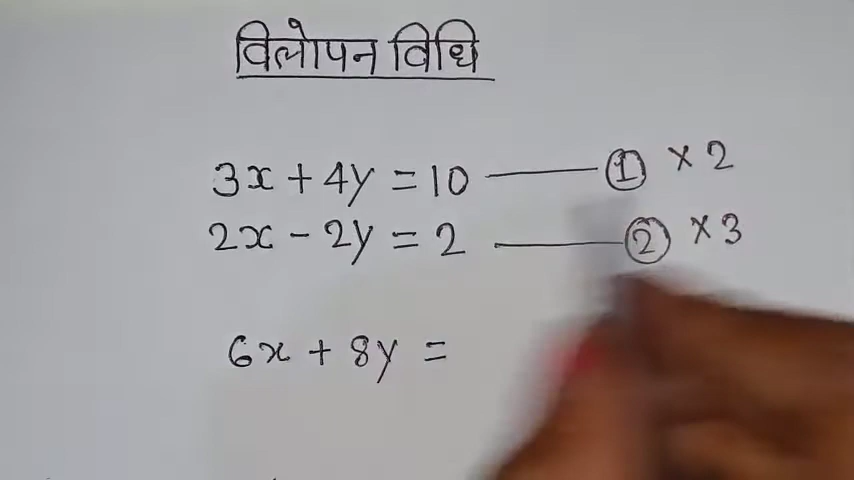 विलोपन विधि
3x + 4y = 10 —— ① × 2
2x - 2y = 2 —— ② × 3
6x + 8y =